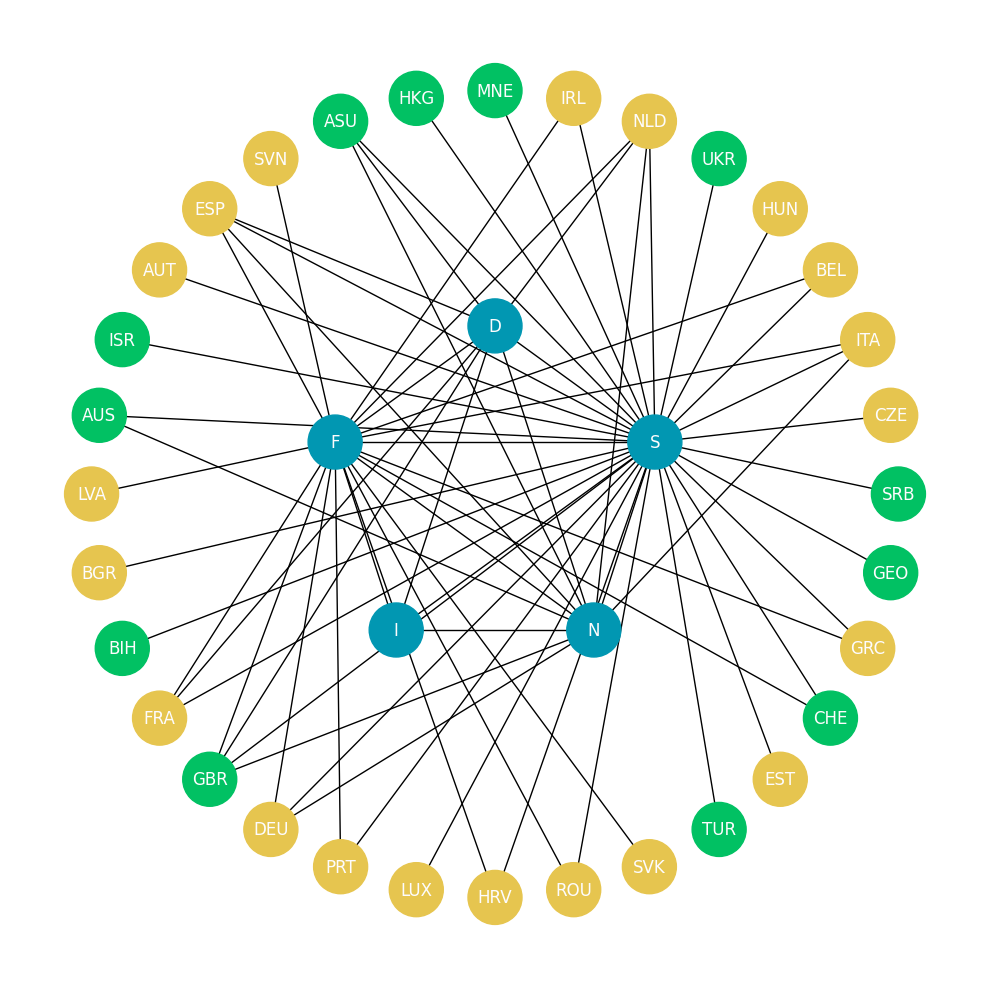 MNE
HKG
IRL
ASU
NLD
SVN
UKR
ESP
HUN
AUT
BEL
D
ISR
ITA
AUS
CZE
F
S
LVA
SRB
BGR
GEO
I
N
BIH
GRC
FRA
CHE
GBR
EST
DEU
TUR
PRT
SVK
LUX
ROU
HRV